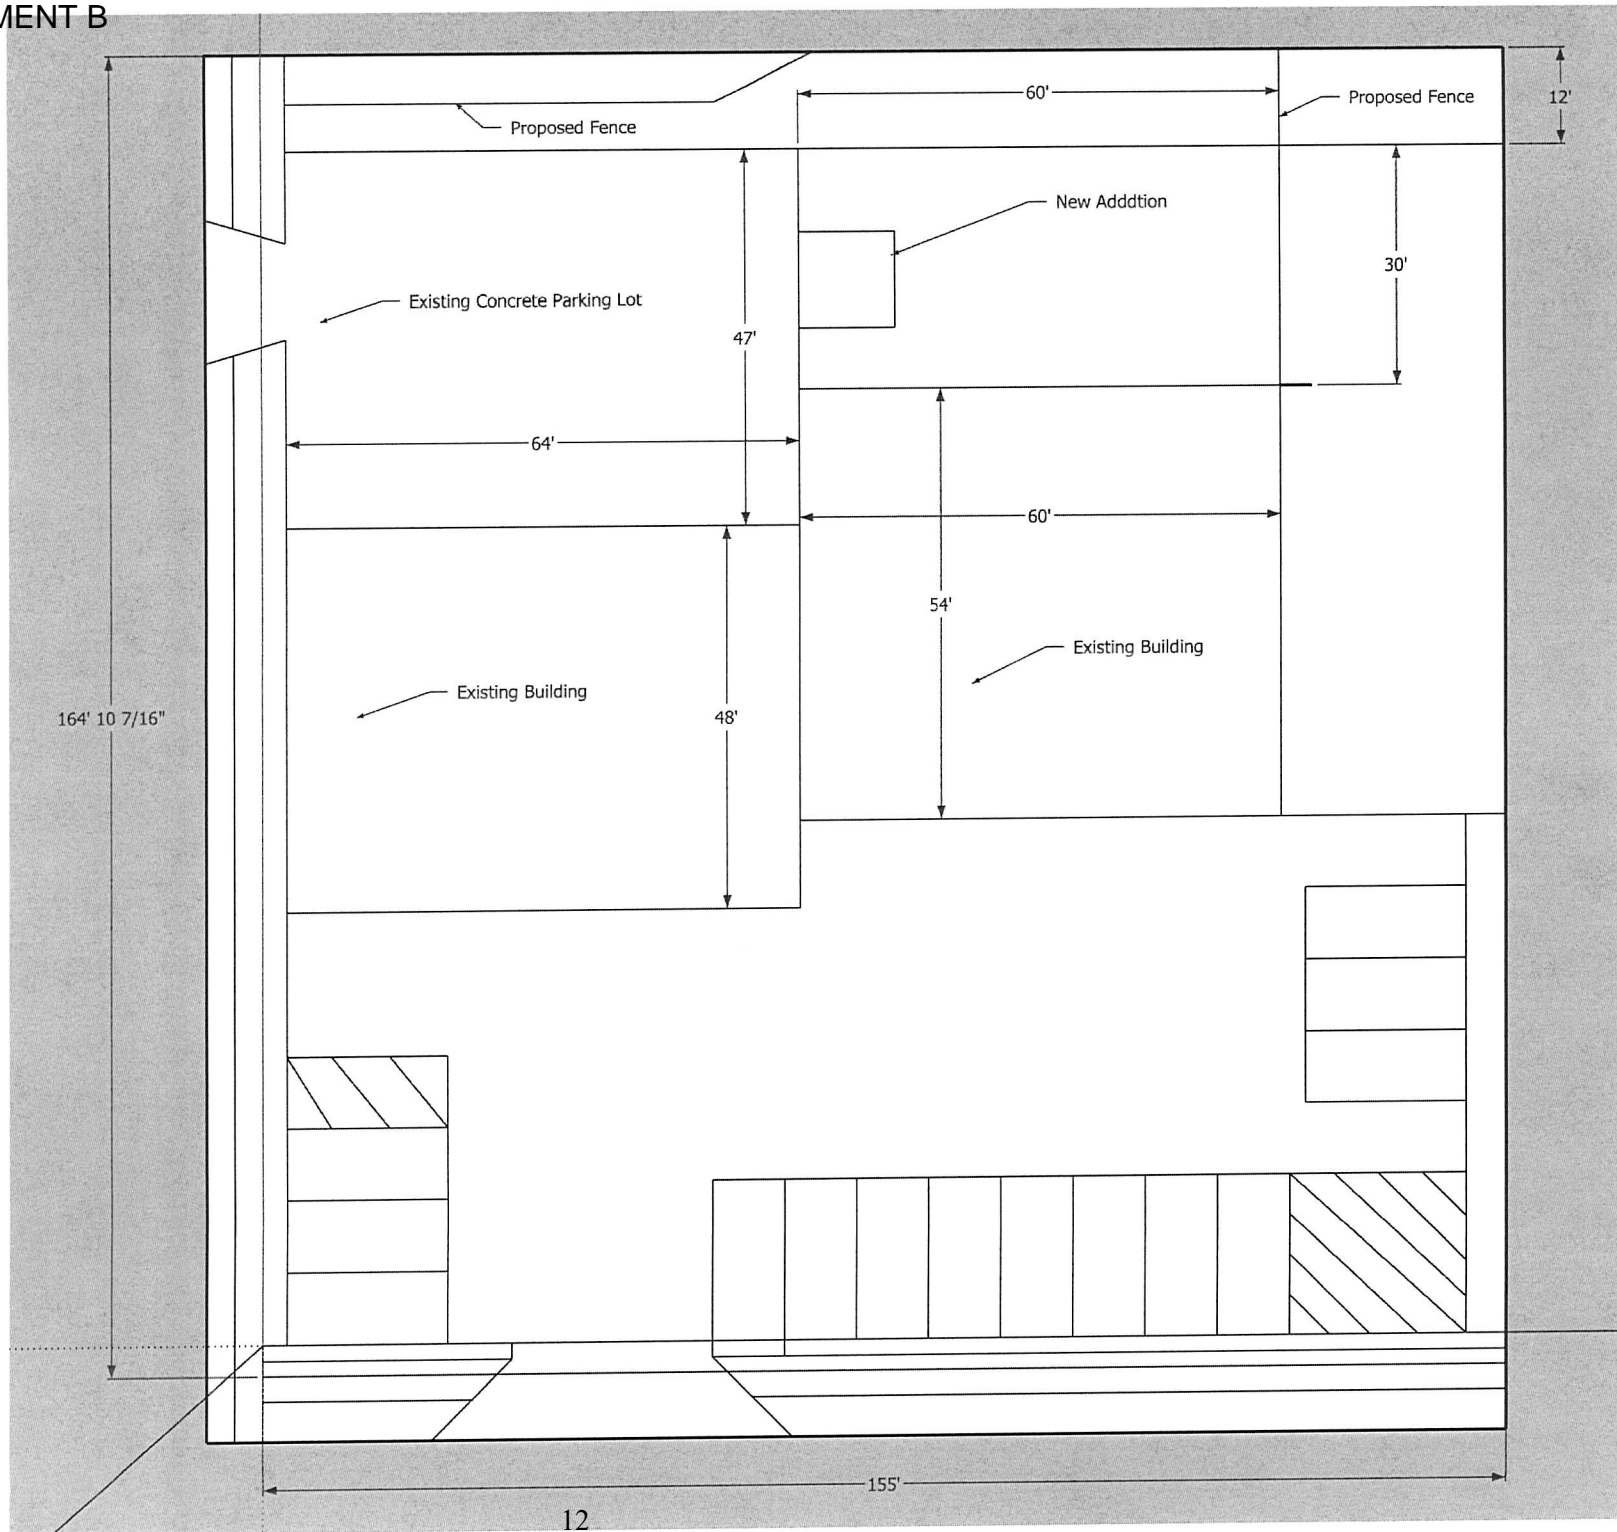 MENT B
60'
Proposed Fence
12'
Proposed Fence
New Adddtion
30'
Existing Concrete Parking Lot
47'
64'
60'
54'
Existing Building
Existing Building
48'
164' 10 7/16"
155'
12